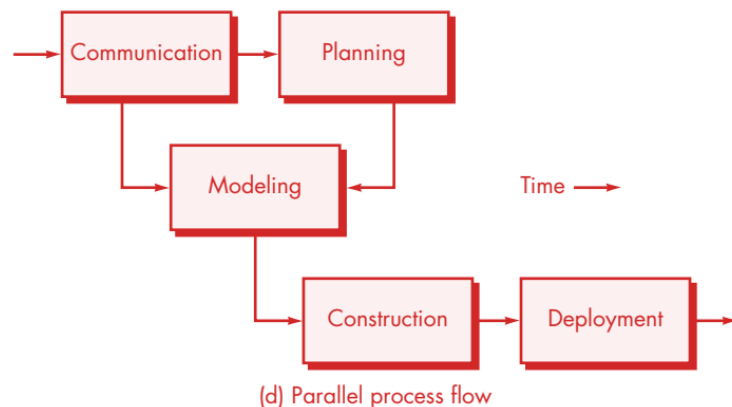 Communication
Planning
Modeling
Time
Construction
Deployment
(d) Parallel process flow